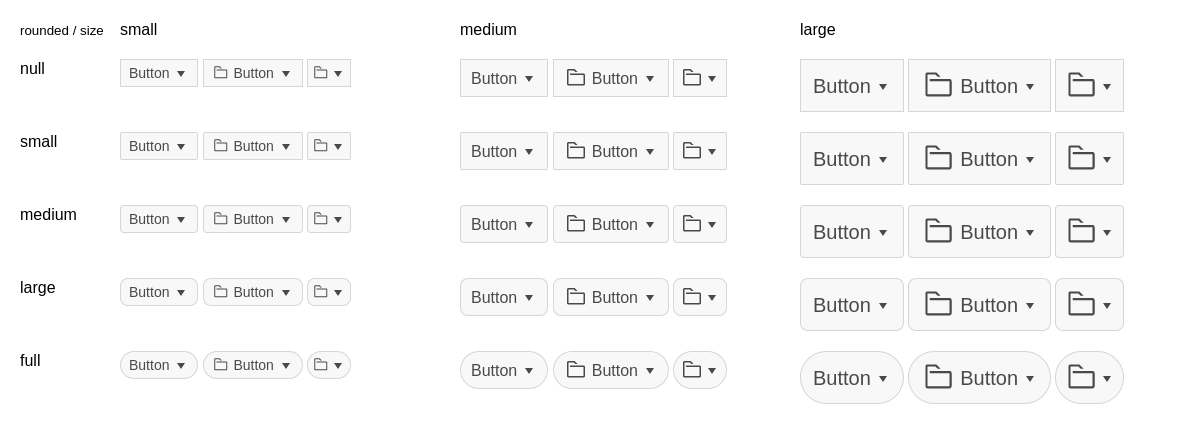 rounded / size small medium large
null Button Button Button Button Button Button
small Button Button Button Button Button Button
medium Button Button Button Button Button Button
large Button Button Button Button Button Button
full Button Button Button Button Button Button